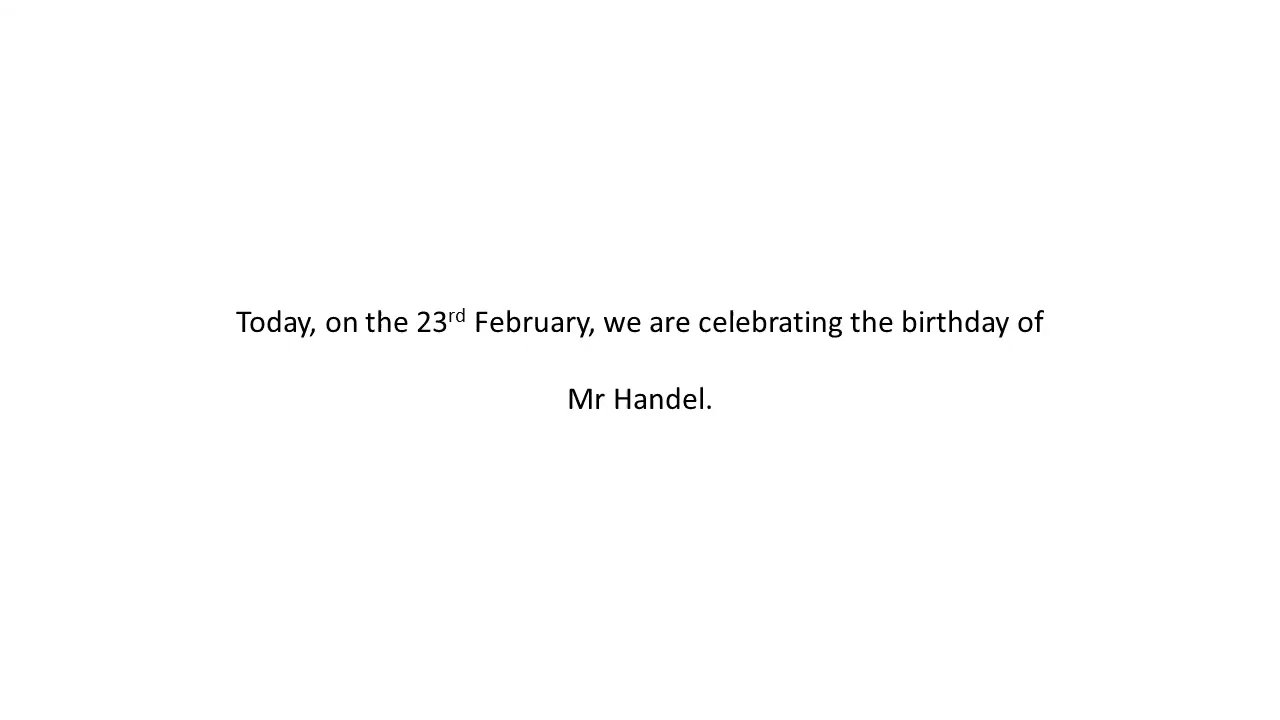 Today, on the 23rd February, we are celebrating the birthday of
Mr Handel.